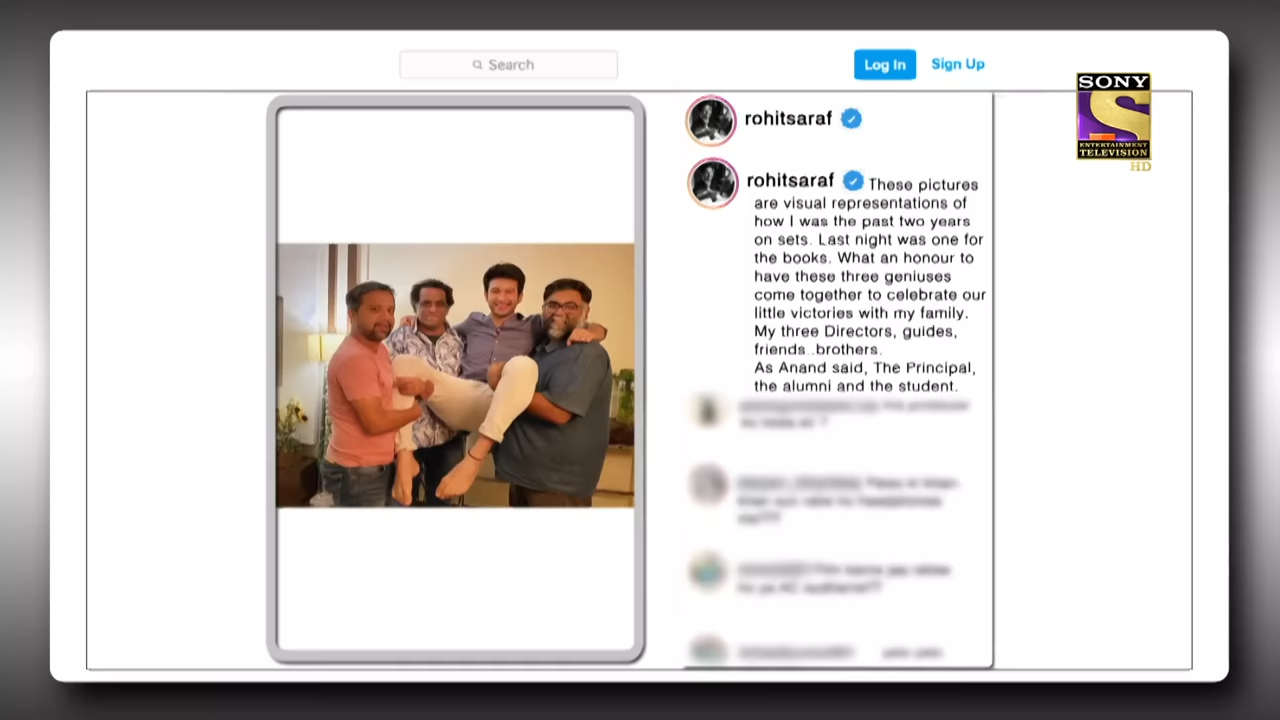 Search
Log In
Sign Up
SONY
ENTERTAINMENT
TELEVISION
HD
rohitsaraf
rohitsaraf These pictures
are visual representations of
how I was the past two years
on sets. Last night was one for
the books. What an honour to
have these three geniuses
come together to celebrate our
little victories with my family.
My three Directors, guides,
friends..brothers.
As Anand said, The Principal,
the alumni and the student.